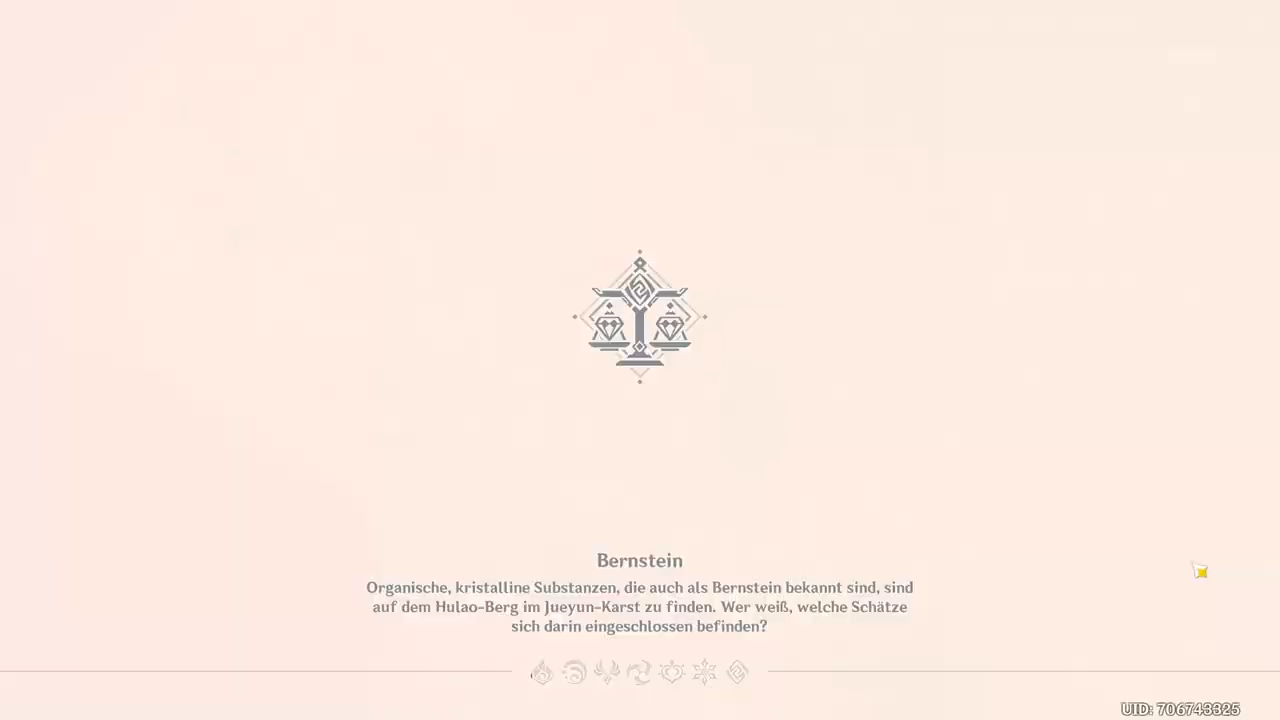 Bernstein
Organische, kristalline Substanzen, die auch als Bernstein bekannt sind, sind
auf dem Hulao-Berg im Jueyun-Karst zu finden. Wer weiß, welche Schätze
sich darin eingeschlossen befinden?
UID: 706743325